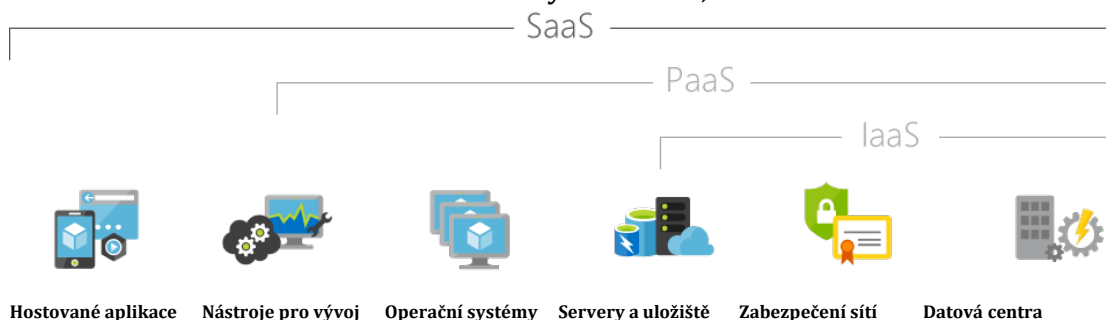 SaaS
PaaS
IaaS
Hostované aplikace Nástroje pro vývoj Operační systémy Servery a uložiště Zabezpečení sítí Datová centra